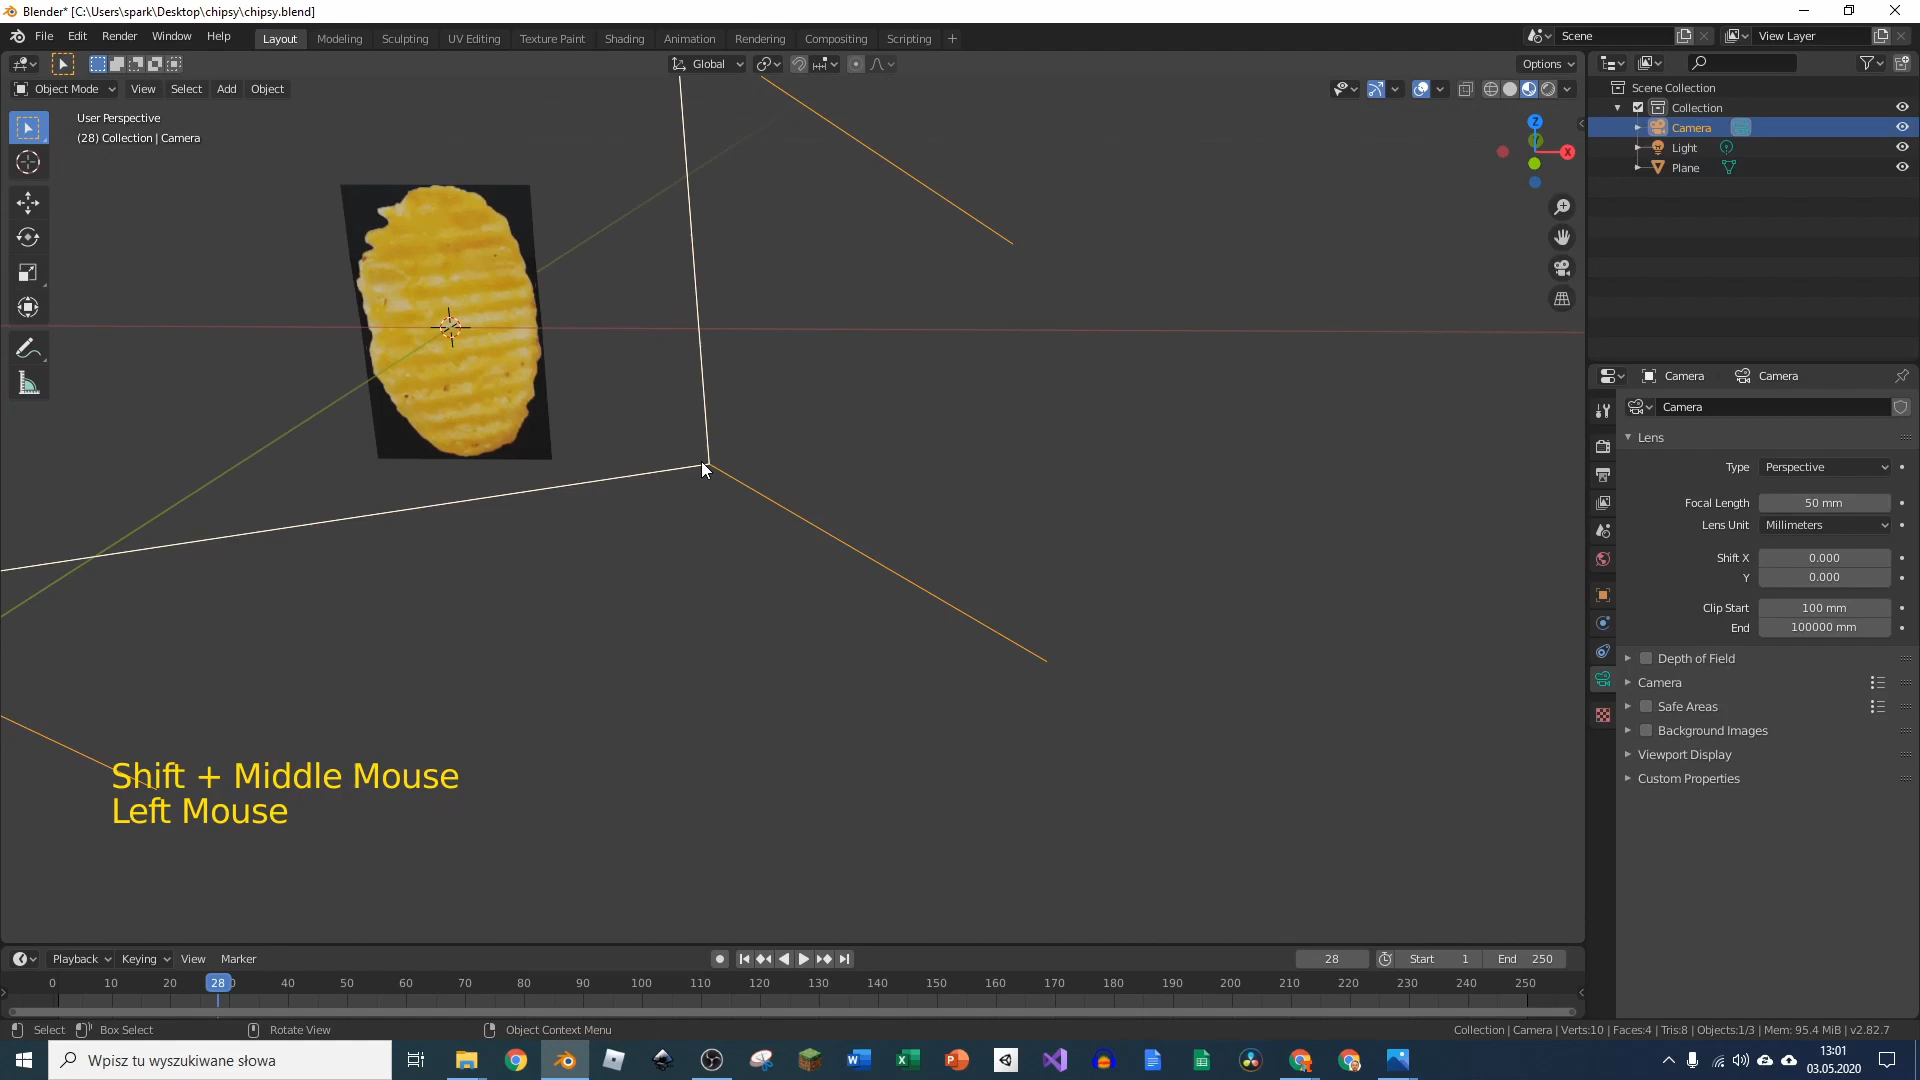 Blender* [C:\Users\spark\Desktop\chipsy\chipsy.blend]
File Edit Render Window Help
Layout Modeling Sculpting UV Editing Texture Paint Shading Animation Rendering Compositing Scripting
Scene
View Layer
Global
Options
Object Mode View Select Add Object
User Perspective
(28) Collection | Camera
Z
X
Scene Collection
Collection
Camera
Light
Plane
Camera Camera
Camera
Lens
Type Perspective
Focal Length 50 mm
Lens Unit Millimeters
Shift X 0.000
Y 0.000
Clip Start 100 mm
End 100000 mm
Depth of Field
Camera
Safe Areas
Background Images
Viewport Display
Custom Properties
Shift + Middle Mouse
Left Mouse
Playback Keying View Marker
28 Start 1 End 250
0 10 20 28 40 50 60 70 80 90 100 110 120 130 140 150 160 170 180 190 200 210 220 230 240 250
Select Box Select Rotate View Object Context Menu
Collection | Camera | Verts:10 | Faces:4 | Tris:8 | Objects:1/3 | Mem: 95.4 MiB | v2.82.7
Wpisz tu wyszukiwane słowa
13:01
03.05.2020